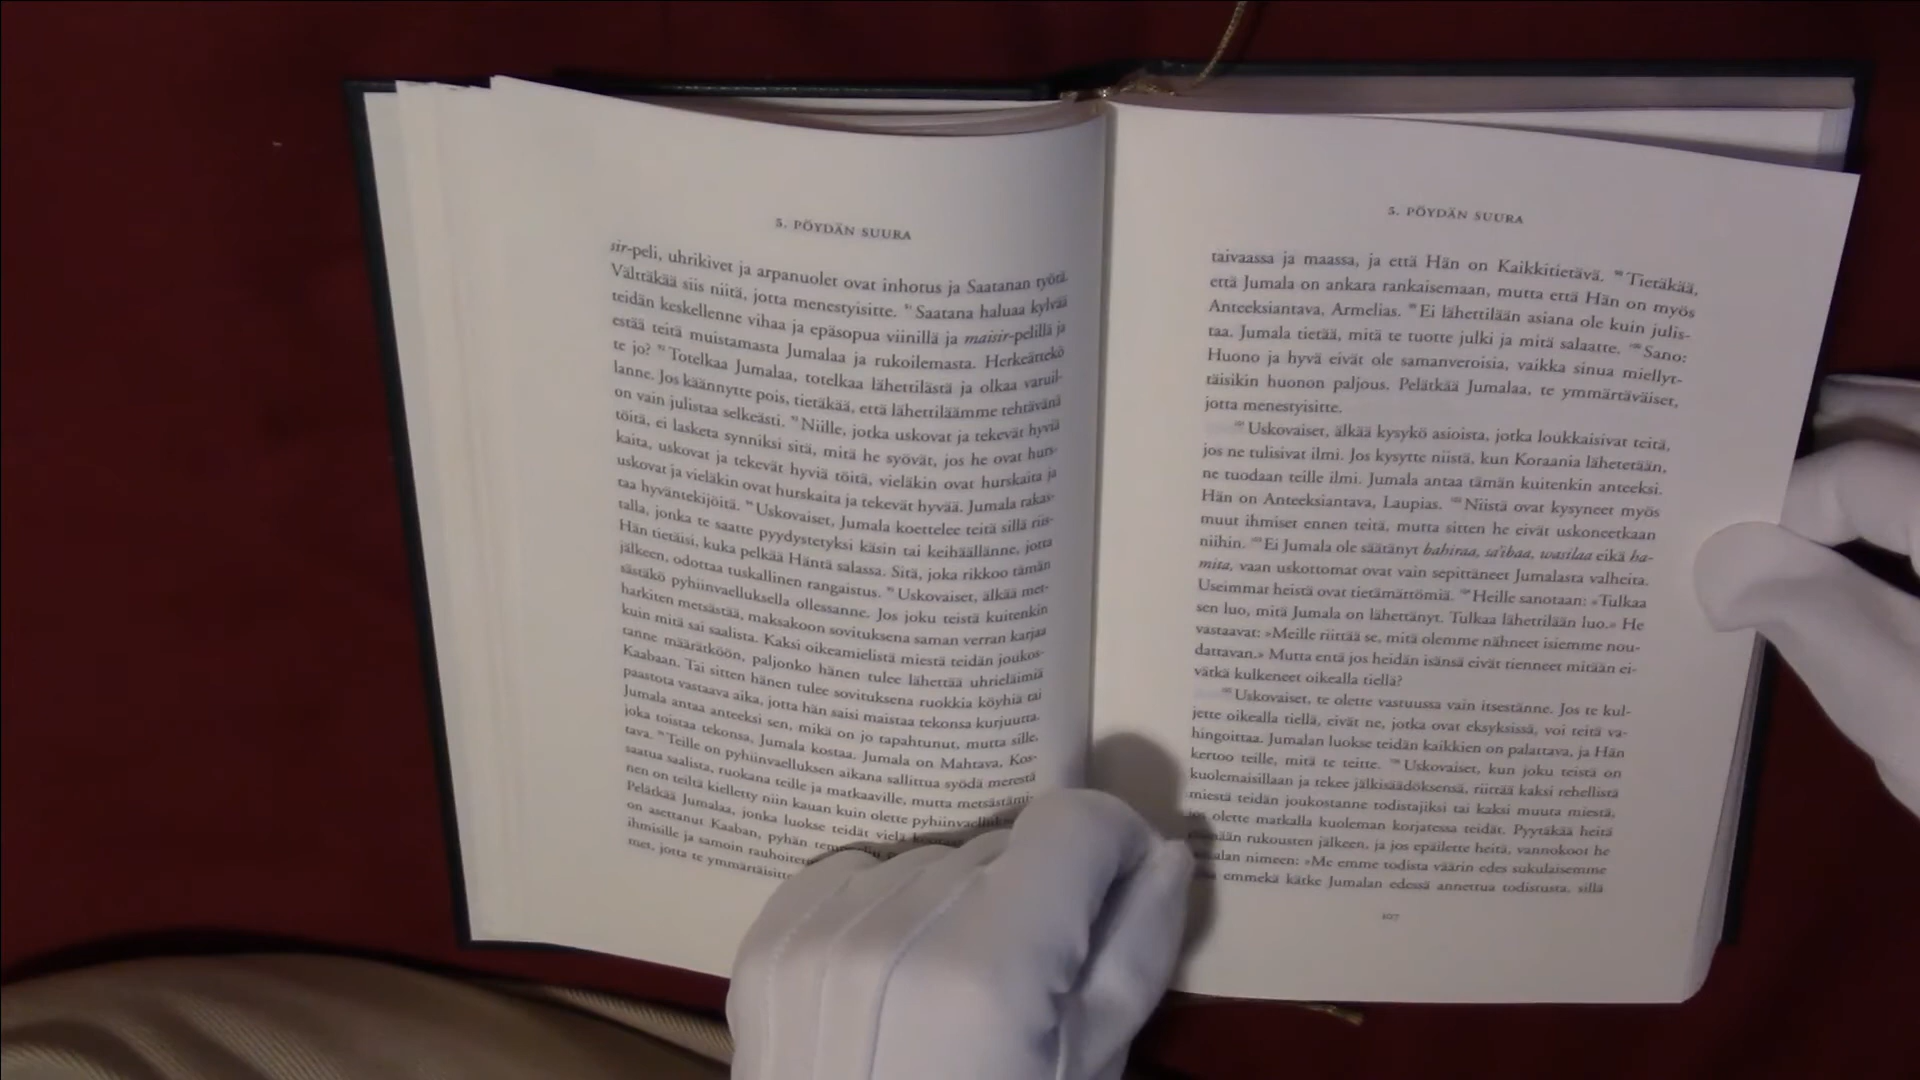 5. PÖYDÄN SUURA
sir-peli, uhrikivet ja arpanuolet ovat inhotus ja Saatanan työtä.
Välttäkää siis niitä, jotta menestyisitte. Saatana haluaa kylvää
teidän keskellenne vihaa ja epäsopua viinillä ja maisir-pelillä ja
estää teitä muistamasta Jumalaa ja rukoilemasta. Herkeättekö
te jo? Totelkaa Jumalaa, totelkaa lähettilästä ja olkaa varuil-
lanne. Jos käännytte pois, tietäkää, että lähettiläämme tehtävänä
on vain julistaa selkeästi. Niille, jotka uskovat ja tekevät hyviä
töitä, ei lasketa synniksi sitä, mitä he syövät, jos he ovat hurs-
kaita, uskovat ja tekevät hyviä töitä, vieläkin ovat hurskaita ja
uskovat ja vieläkin ovat hurskaita ja tekevät hyvää. Jumala rakas-
taa hyväntekijöitä. Uskovaiset, Jumala koettelee teitä sillä riis-
talla, jonka te saatte pyydystetyksi käsin tai keihäällänne, jotta
Hän tietäisi, kuka pelkää Häntä salassa. Sitä, joka rikkoo tämän
jälkeen, odottaa tuskallinen rangaistus. Uskovaiset, älkää met-
sästäkö pyhiinvaelluksella ollessanne. Jos joku teistä kuitenkin
harkiten metsästää, maksakoon sovituksena saman verran karjaa
kuin mitä sai saalista. Kaksi oikeamielistä miestä teidän joukos-
tanne määrätköön, paljonko hänen tulee lähettää uhrieläimiä
Kaabaan. Tai sitten hänen tulee sovituksena ruokkia köyhiä tai
paastota vastaava aika, jotta hän saisi maistaa tekonsa kurjuutta.
Jumala antaa anteeksi sen, mikä on jo tapahtunut, mutta sille,
joka toistaa tekonsa, Jumala kostaa. Jumala on Mahtava, Kos-
tava. Teille on pyhiinvaelluksen aikana sallittua syödä merestä
saatua saalista, ruokana teille ja matkaaville, mutta metsästämi-
nen on teiltä kielletty niin kauan kuin olette
Pelätkää Jumalaa, jonka luokse teidät vielä
on asettanut Kaaban, pyhän
ihmisille ja samoin
met, jotta te ymmärtäisitte
5. PÖYDÄN SUURA
taivaassa ja maassa, ja että Hän on Kaikkitietävä. ⁹⁸Tietäkää,
että Jumala on ankara rankaisemaan, mutta että Hän on myös
Anteeksiantava, Armelias. ⁹⁹Ei lähettilään asiana ole kuin julis-
taa. Jumala tietää, mitä te tuotte julki ja mitä salaatte. ¹⁰⁰Sano:
Huono ja hyvä eivät ole samanveroisia, vaikka sinua miellyt-
täisikin huonon paljous. Pelätkää Jumalaa, te ymmärtäväiset,
jotta menestyisitte.
¹⁰¹Uskovaiset, älkää kysykö asioista, jotka loukkaisivat teitä,
jos ne tulisivat ilmi. Jos kysytte niistä, kun Koraania lähetetään,
ne tuodaan teille ilmi. Jumala antaa tämän kuitenkin anteeksi.
Hän on Anteeksiantava, Laupias. ¹⁰²Niistä ovat kysyneet myös
muut ihmiset ennen teitä, mutta sitten he eivät uskoneetkaan
niihin. ¹⁰³Ei Jumala ole säätänyt bahiraa, sa'ibaa, wasilaa eikä ha-
mita, vaan uskottomat ovat vain sepittäneet Jumalasta valheita.
Useimmat heistä ovat tietämättömiä. ¹⁰⁴Heille sanotaan: »Tulkaa
sen luo, mitä Jumala on lähettänyt. Tulkaa lähettilään luo.» He
vastaavat: »Meille riittää se, mitä olemme nähneet isiemme nou-
dattavan.» Mutta entä jos heidän isänsä eivät tienneet mitään ei-
vätkä kulkeneet oikealla tiellä?
¹⁰⁵Uskovaiset, te olette vastuussa vain itsestänne. Jos te kul-
jette oikealla tiellä, eivät ne, jotka ovat eksyksissä, voi teitä va-
hingoittaa. Jumalan luokse teidän kaikkien on palattava, ja Hän
kertoo teille, mitä te teitte. ¹⁰⁶Uskovaiset, kun joku teistä on
kuolemaisillaan ja tekee jälkisäädöksensä, riittää kaksi rehellistä
miestä teidän joukostanne todistajiksi tai kaksi muuta miestä,
jos olette matkalla kuoleman korjatessa teidät. Pyytäkää heitä
rukousten jälkeen, ja jos epäilette heitä, vannokoot he
nimeen: »Me emme todista väärin edes sukulaisemme
emmekä kätke Jumalan edessä annettua todistusta, sillä
107